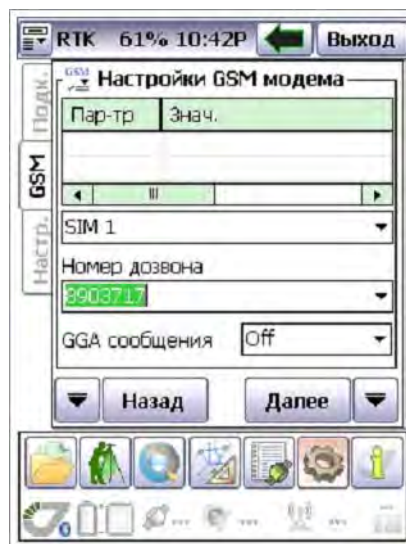 RTK 61% 10:42P Выход
Подк.
GSM
Настр.
GSM Настройки GSM модема
Пар-тр Знач.
SIM 1
Номер дозвона
8903717
GGA сообщения Off
Назад Далее